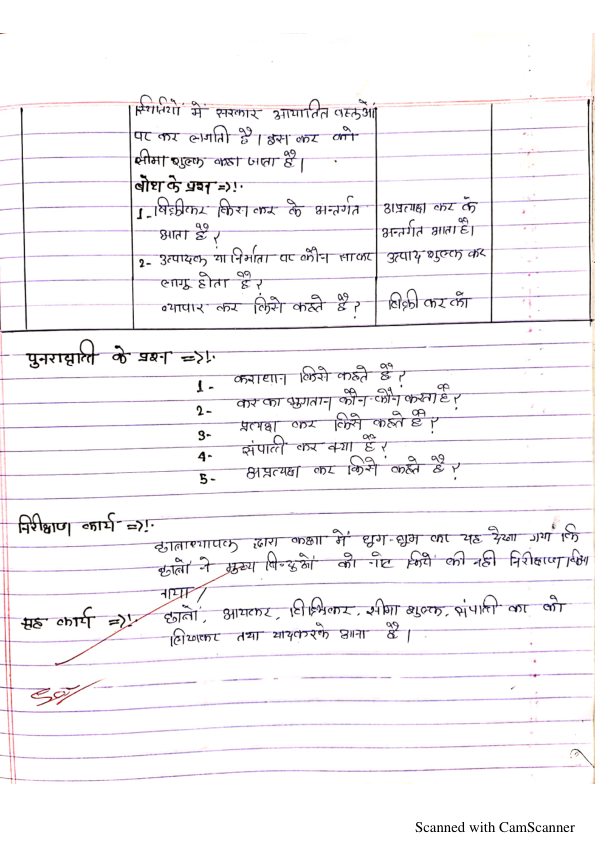 स्थितियों में सरकार आयातित वस्तुओं
पर कर लगाती है। इस कर को
सीमा शुल्क कहा जाता है।
बोध के प्रश्न =>!.
1- बिक्रीकर किस कर के अन्तर्गत
आता है?
अप्रत्यक्ष कर के
अन्तर्गत आता है।
2- उत्पादक या निर्माता पर कौन सा कर
लागू होता है?
उत्पाद शुल्क कर
व्यापार कर किसे कहते है?
बिक्री कर को
पुनरावृत्ती के प्रश्न =>!.
1- कराधान किसे कहते है?
2- कर का भुगतान कौन-कौन करता है?
3- प्रत्यक्ष कर किसे कहते है?
4- संपत्ती कर क्या है?
5- अप्रत्यक्ष कर किसे कहते है?
निरीक्षण कार्य =>!.
छात्राध्यापक द्वारा कक्षा में घुम-घुम कर यह देखा गया कि
छात्रों ने मुख्य बिन्दुओं को नोट किये की नही निरीक्षण किया
गया।
गृह कार्य =>!.
छात्रों, आयकर, बिक्रिकर, सीमा शुल्क, संपत्ती कर को
लिखकर तथा यादकरके आना है।
Scanned with CamScanner